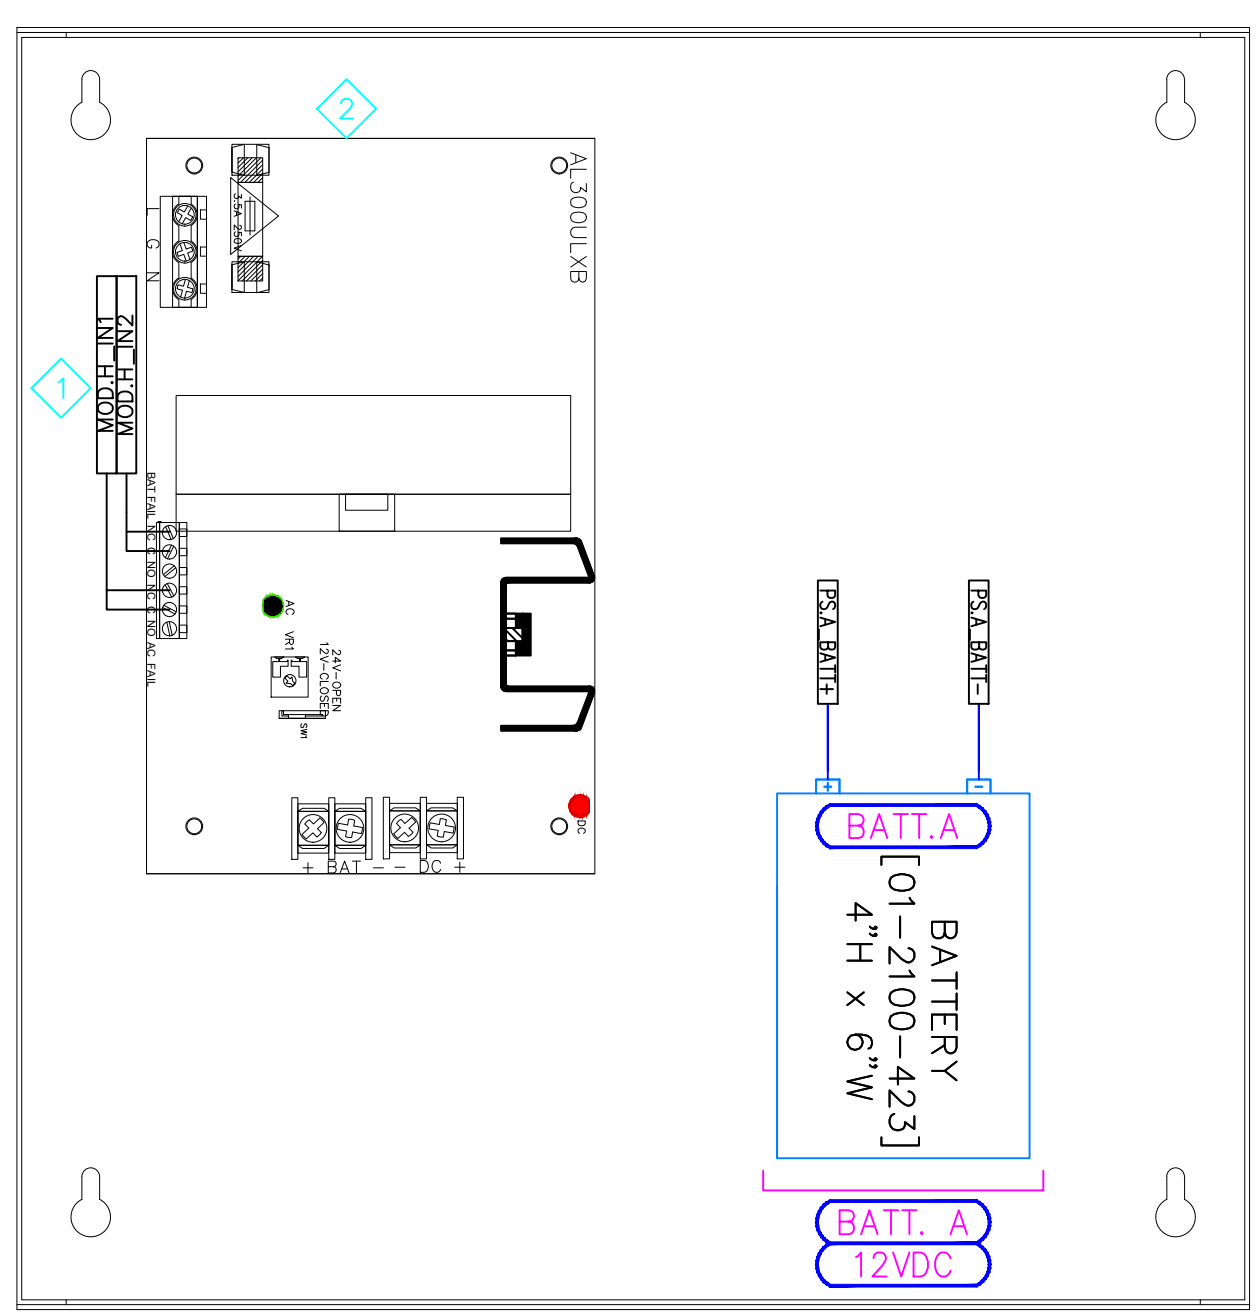 2
AL300ULXB
3.5A 250V
L
G
N
1
MOD.H_IN1
MOD.H_IN2
BAT FAIL
NC
C
NO
NC
C
NO
AC FAIL
AC
VR1
24V-OPEN
12V-CLOSED
SW1
DC
+ BAT - - DC +
PS.A_BATT+
PS.A_BATT-
+
-
BATT.A
BATTERY
[01-2100-423]
4"H x 6"W
BATT. A
12VDC